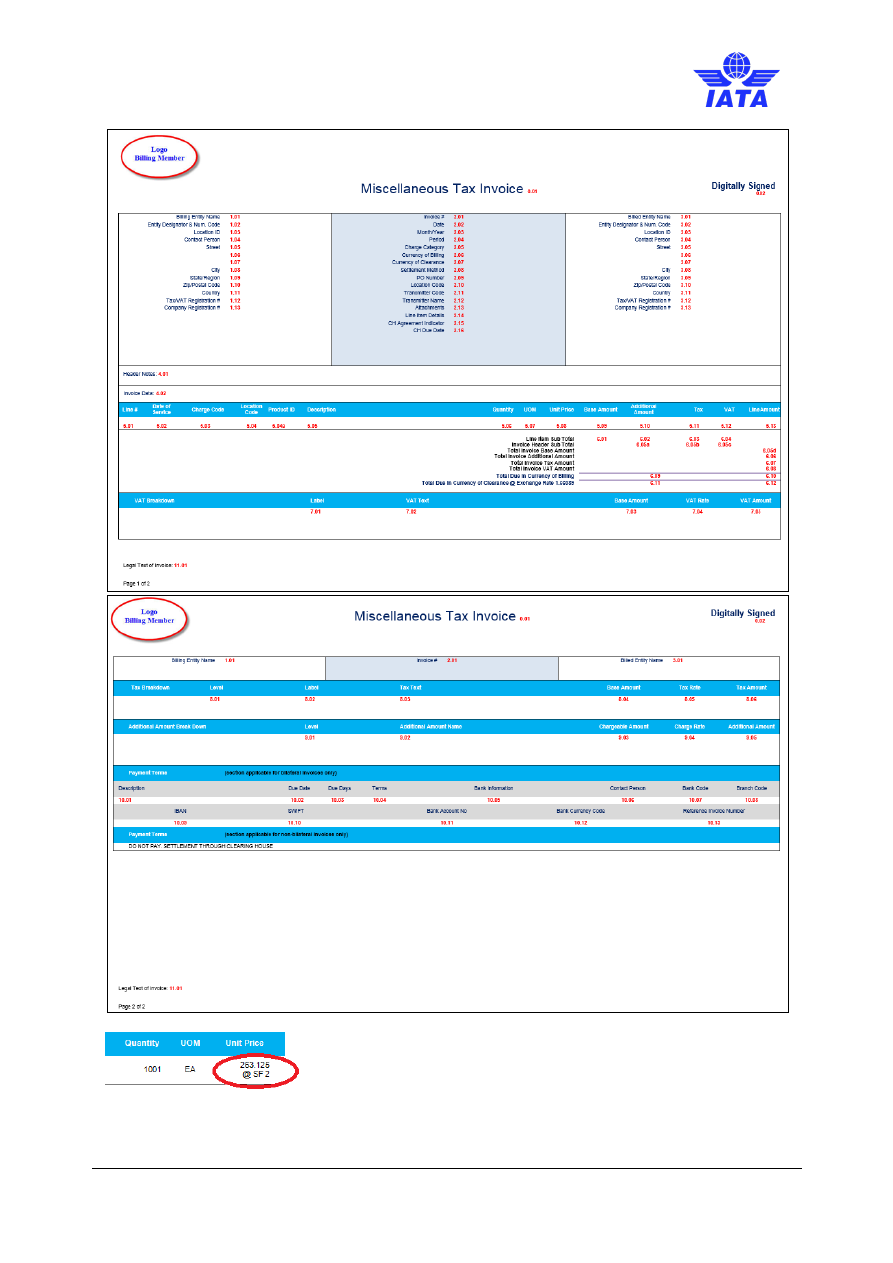 IATA
Logo
Billing Member
Miscellaneous Tax Invoice 0.01
Digitally Signed
0.02
Billing Entity Name 1.01
Entity Designator & Num. Code 1.02
Location ID 1.03
Contact Person 1.04
Street 1.05
1.06
1.07
City 1.08
State/Region 1.09
Zip/Postal Code 1.10
Country 1.11
Tax/VAT Registration # 1.12
Company Registration # 1.13
Invoice # 2.01
Date 2.02
Month/Year 2.03
Period 2.04
Charge Category 2.05
Currency of Billing 2.06
Currency of Clearance 2.07
Settlement Method 2.08
PO Number 2.09
Location Code 2.10
Transmitter Code 2.11
Transmitter Name 2.12
Attachments 2.13
Line Item Details 2.14
CH Agreement Indicator 2.15
CH Due Date 2.16
Billed Entity Name 3.01
Entity Designator & Num. Code 3.02
Location ID 3.03
Contact Person 3.04
Street 3.05
3.06
3.07
City 3.08
State/Region 3.09
Zip/Postal Code 3.10
Country 3.11
Tax/VAT Registration # 3.12
Company Registration # 3.13
Header Notes: 4.01
Invoice Data: 4.02
Line # Date of Service Charge Code Location Code Product ID Description Quantity UOM Unit Price Base Amount Additional Amount Tax VAT Line Amount
5.01 5.02 5.03 5.04 5.04a 5.05 5.06 5.07 5.08 5.09 5.10 5.11 5.12 5.13
Line Item Sub Total 6.01 6.02 6.03 6.04
Invoice Header Sub Total 6.05a 6.05b 6.05c
Total Invoice Base Amount 6.05d
Total Invoice Additional Amount 6.06
Total Invoice Tax Amount 6.07
Total Invoice VAT Amount 6.08
Total Due in Currency of Billing 6.09 6.10
Total Due in Currency of Clearance @ Exchange Rate 6.11 6.12
VAT Breakdown Label VAT Text Base Amount VAT Rate VAT Amount
7.01 7.02 7.03 7.04 7.05
Legal Text of Invoice: 11.01
Page 1 of 2
Logo
Billing Member
Miscellaneous Tax Invoice 0.01
Digitally Signed
0.02
Billing Entity Name 1.01 Invoice # 2.01 Billed Entity Name 3.01
Tax Breakdown Level Label Tax Text Base Amount Tax Rate Tax Amount
8.01 8.02 8.03 8.04 8.05 8.06
Additional Amount Break Down Level Additional Amount Name Chargeable Amount Charge Rate Additional Amount
9.01 9.02 9.03 9.04 9.05
Payment Terms (section applicable for bilateral invoices only)
Description Due Date Due Days Terms Bank Information Contact Person Bank Code Branch Code
10.01 10.02 10.03 10.04 10.05 10.06 10.07 10.08
IBAN SWIFT Bank Account No Bank Currency Code Reference Invoice Number
10.09 10.10 10.11 10.12 10.13
Payment Terms (section applicable for non-bilateral invoices only)
DO NOT PAY. SETTLEMENT THROUGH CLEARING HOUSE
Legal Text of Invoice: 11.01
Page 2 of 2
Quantity UOM Unit Price
1001 EA 253.125
@ SF 2